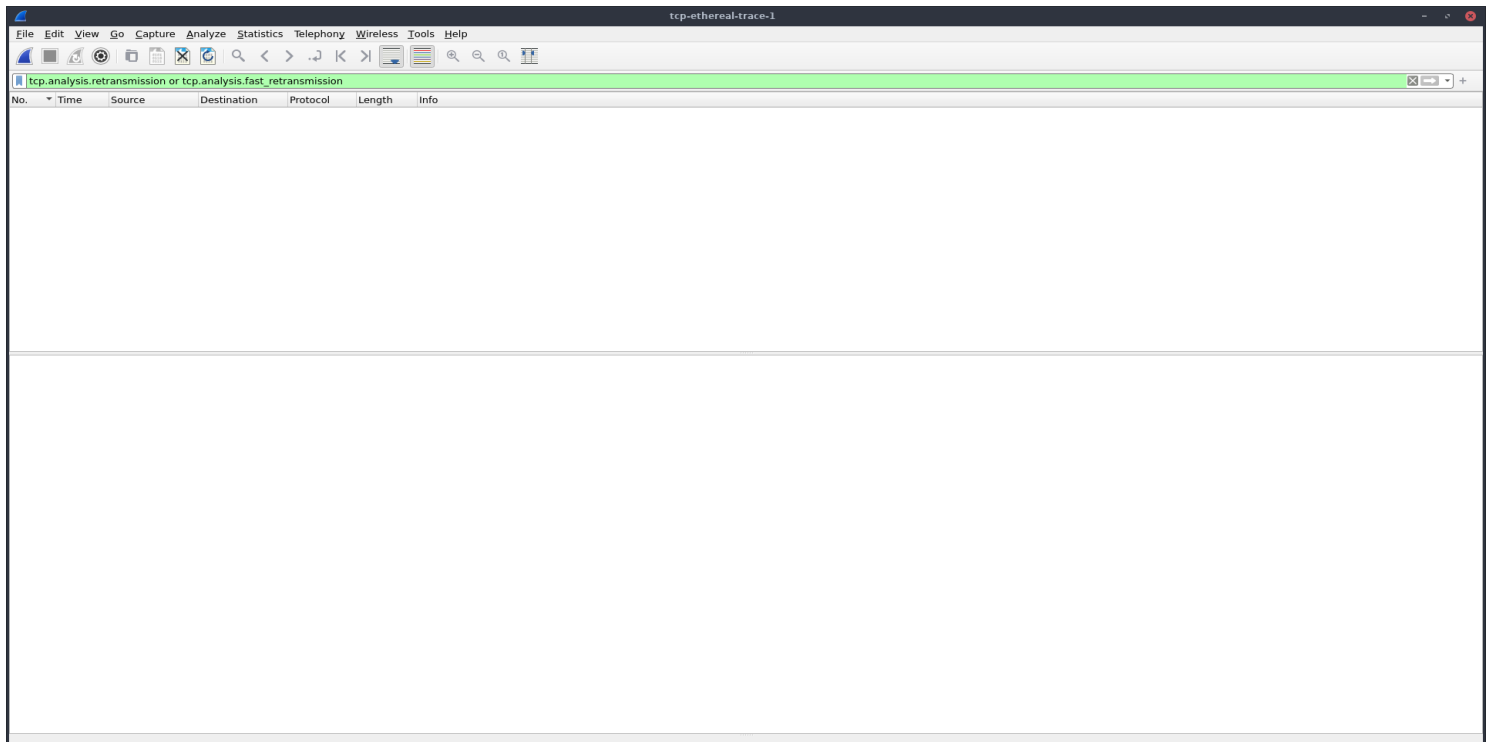 tcp-ethereal-trace-1
File Edit View Go Capture Analyze Statistics Telephony Wireless Tools Help
tcp.analysis.retransmission or tcp.analysis.fast_retransmission
No. Time Source Destination Protocol Length Info